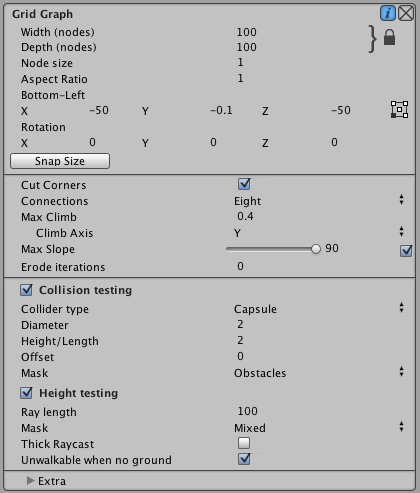 Grid Graph
Width (nodes) 100
Depth (nodes) 100
Node size 1
Aspect Ratio 1
Bottom-Left
X -50 Y -0.1 Z -50
Rotation
X 0 Y 0 Z 0
Snap Size
Cut Corners
Connections Eight
Max Climb 0.4
Climb Axis Y
Max Slope 90
Erode iterations 0
Collision testing
Collider type Capsule
Diameter 2
Height/Length 2
Offset 0
Mask Obstacles
Height testing
Ray length 100
Mask Mixed
Thick Raycast
Unwalkable when no ground
Extra